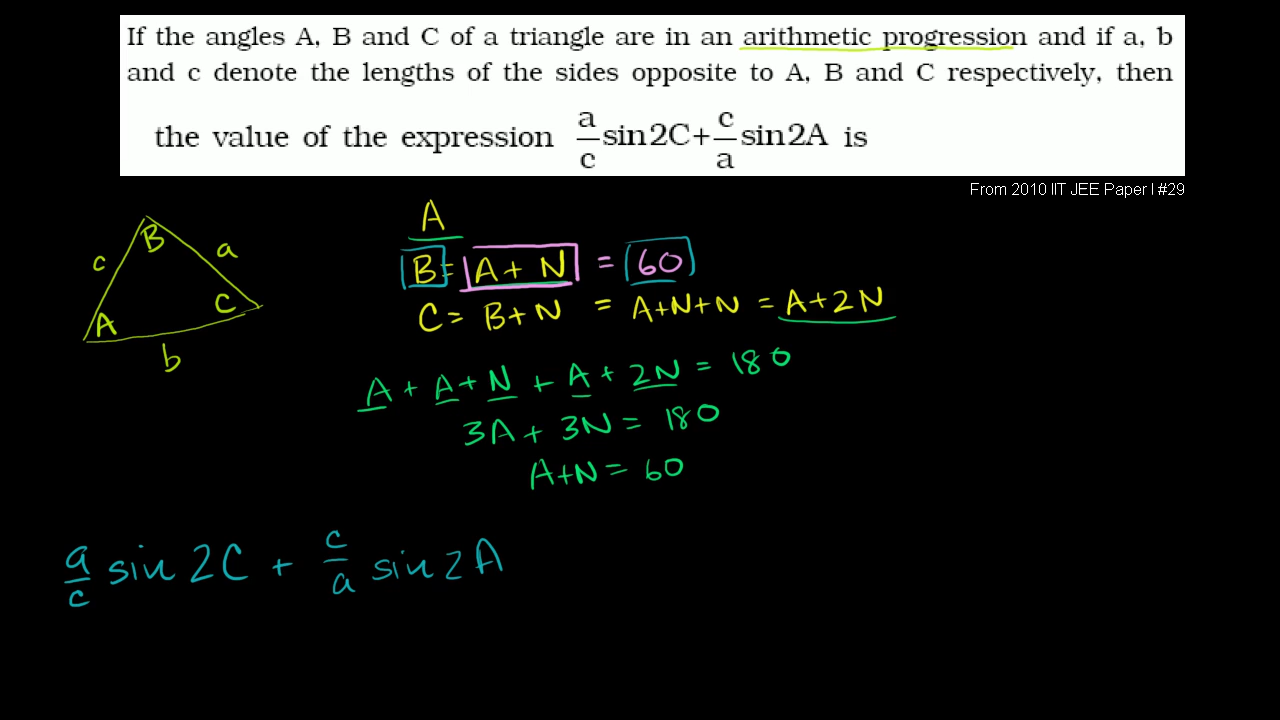 If the angles A, B and C of a triangle are in an arithmetic progression and if a, b
and c denote the lengths of the sides opposite to A, B and C respectively, then
the value of the expression a/c sin2C+ c/a sin2A is
From 2010 IIT JEE Paper I #29
A
B = A + N = 60
C = B + N = A+N+N = A+2N
c B a
A C
b
A + A + N + A + 2N = 180
3A + 3N = 180
A+N = 60
a/c sin 2C + c/a sin 2A